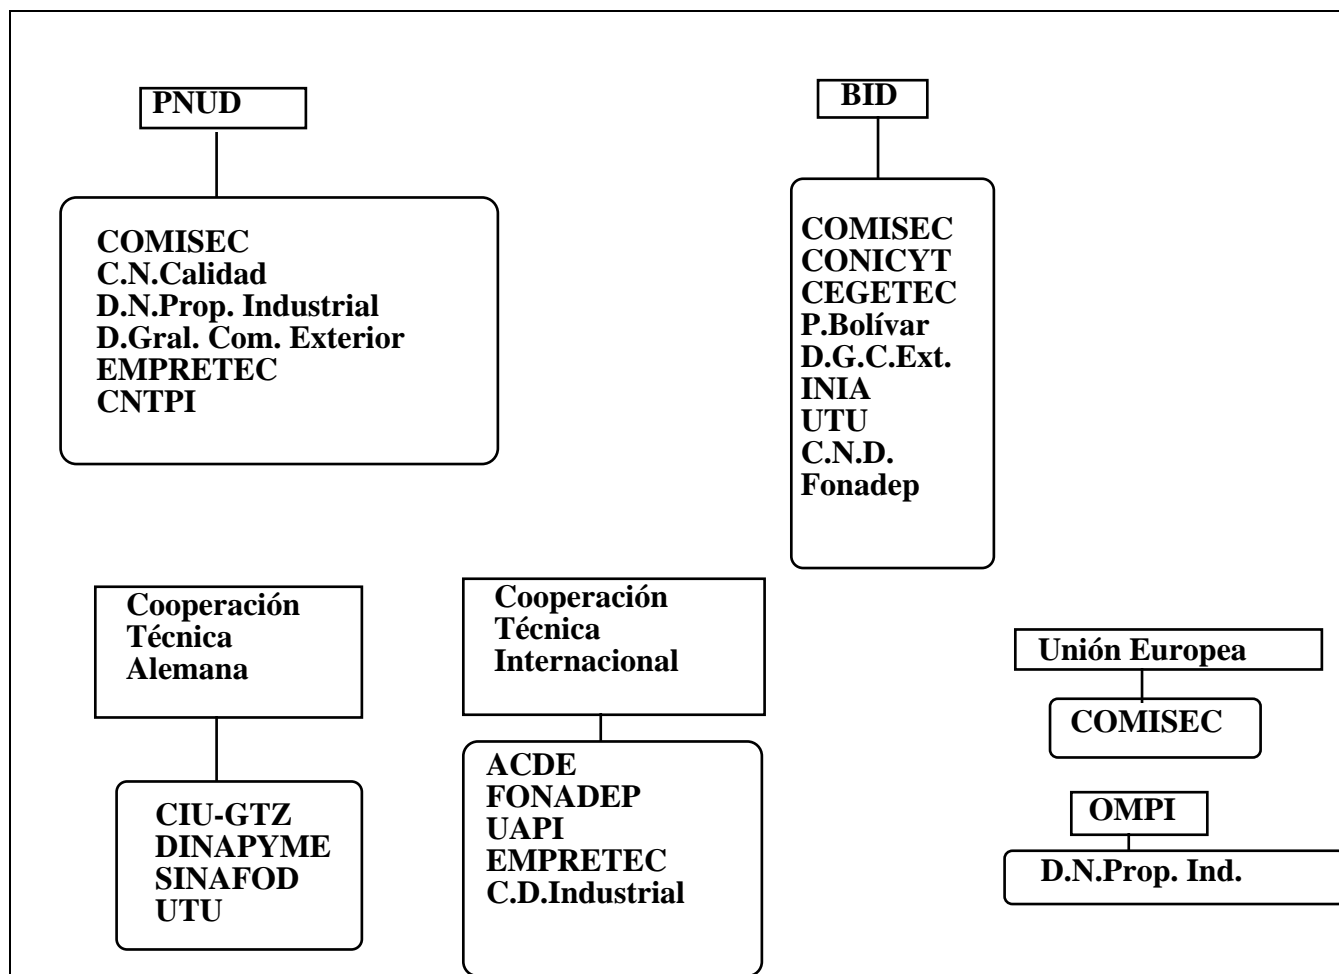 PNUD
COMISEC
C.N.Calidad
D.N.Prop. Industrial
D.Gral. Com. Exterior
EMPRETEC
CNTPI
BID
COMISEC
CONICYT
CEGETEC
P.Bolívar
D.G.C.Ext.
INIA
UTU
C.N.D.
Fonadep
Cooperación
Técnica
Alemana
CIU-GTZ
DINAPYME
SINAFOD
UTU
Cooperación
Técnica
Internacional
ACDE
FONADEP
UAPI
EMPRETEC
C.D.Industrial
Unión Europea
COMISEC
OMPI
D.N.Prop. Ind.